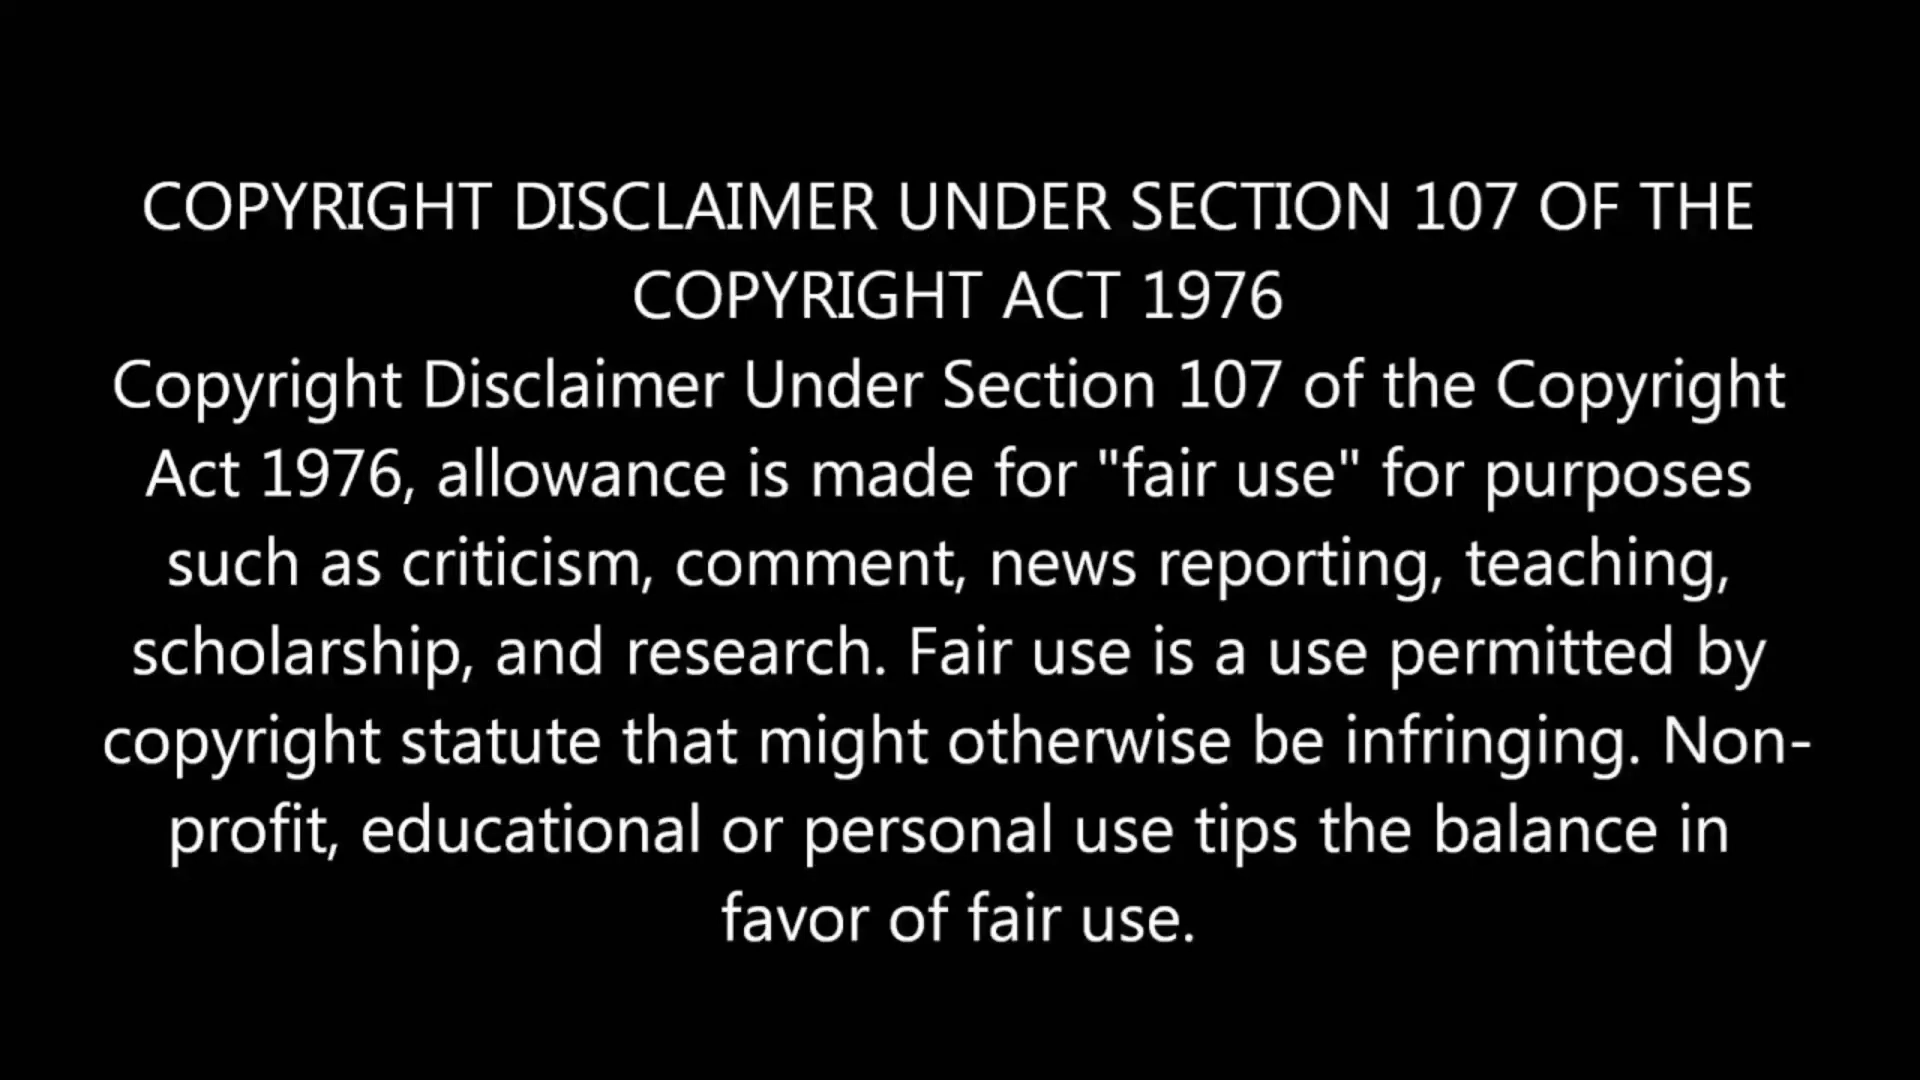 COPYRIGHT DISCLAIMER UNDER SECTION 107 OF THE
COPYRIGHT ACT 1976
Copyright Disclaimer Under Section 107 of the Copyright
Act 1976, allowance is made for "fair use" for purposes
such as criticism, comment, news reporting, teaching,
scholarship, and research. Fair use is a use permitted by
copyright statute that might otherwise be infringing. Non-
profit, educational or personal use tips the balance in
favor of fair use.